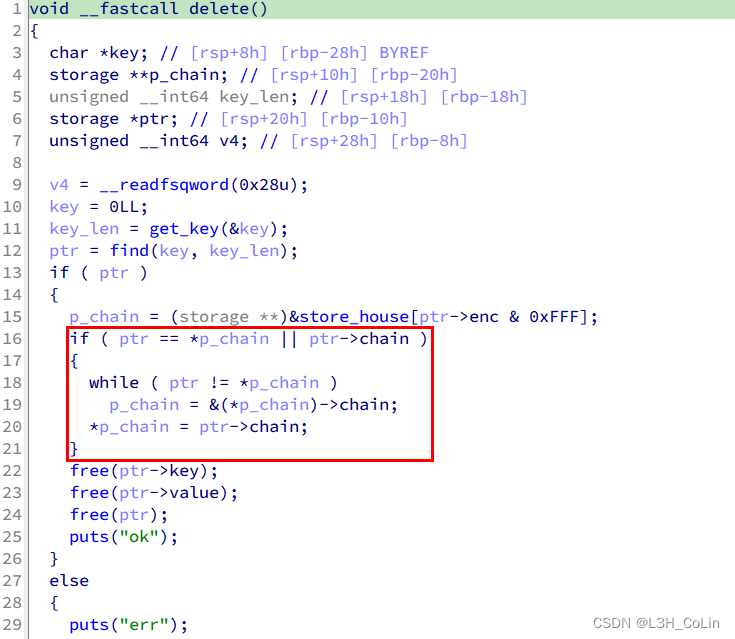 1 void __fastcall delete()
2 {
3   char *key; // [rsp+8h] [rbp-28h] BYREF
4   storage **p_chain; // [rsp+10h] [rbp-20h]
5   unsigned __int64 key_len; // [rsp+18h] [rbp-18h]
6   storage *ptr; // [rsp+20h] [rbp-10h]
7   unsigned __int64 v4; // [rsp+28h] [rbp-8h]
8
9   v4 = __readfsqword(0x28u);
10   key = 0LL;
11   key_len = get_key(&key);
12   ptr = find(key, key_len);
13   if ( ptr )
14   {
15     p_chain = (storage **)&store_house[ptr->enc & 0xFFF];
16     if ( ptr == *p_chain || ptr->chain )
17     {
18       while ( ptr != *p_chain )
19         p_chain = &(*p_chain)->chain;
20       *p_chain = ptr->chain;
21     }
22     free(ptr->key);
23     free(ptr->value);
24     free(ptr);
25     puts("ok");
26   }
27   else
28   {
29     puts("err");
CSDN @L3H_CoLin